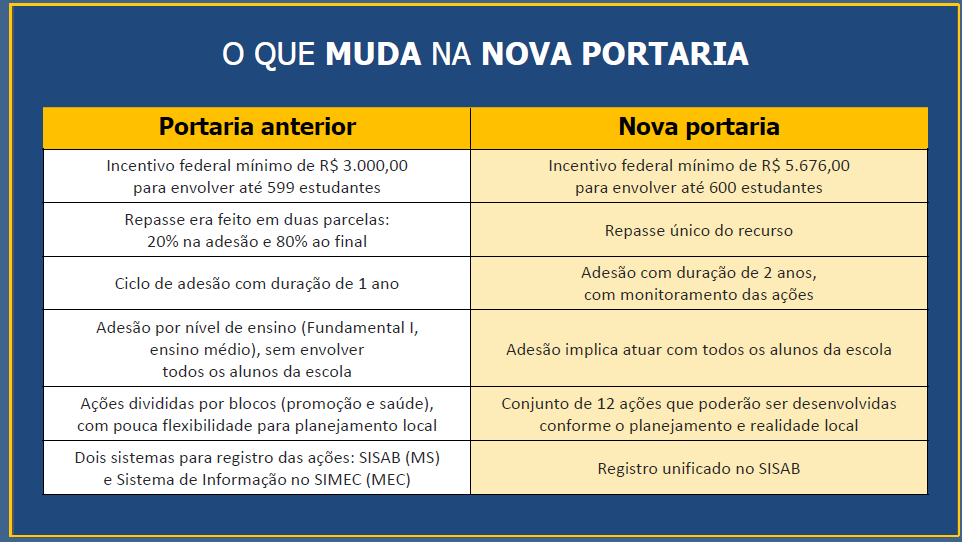 O QUE MUDA NA NOVA PORTARIA
Portaria anterior
Nova portaria
Incentivo federal mínimo de R$ 3.000,00
para envolver até 599 estudantes
Incentivo federal mínimo de R$ 5.676,00
para envolver até 600 estudantes
Repasse era feito em duas parcelas:
20% na adesão e 80% ao final
Repasse único do recurso
Ciclo de adesão com duração de 1 ano
Adesão com duração de 2 anos,
com monitoramento das ações
Adesão por nível de ensino (Fundamental I,
ensino médio), sem envolver
todos os alunos da escola
Adesão implica atuar com todos os alunos da escola
Ações divididas por blocos (promoção e saúde),
com pouca flexibilidade para planejamento local
Conjunto de 12 ações que poderão ser desenvolvidas
conforme o planejamento e realidade local
Dois sistemas para registro das ações: SISAB (MS)
e Sistema de Informação no SIMEC (MEC)
Registro unificado no SISAB